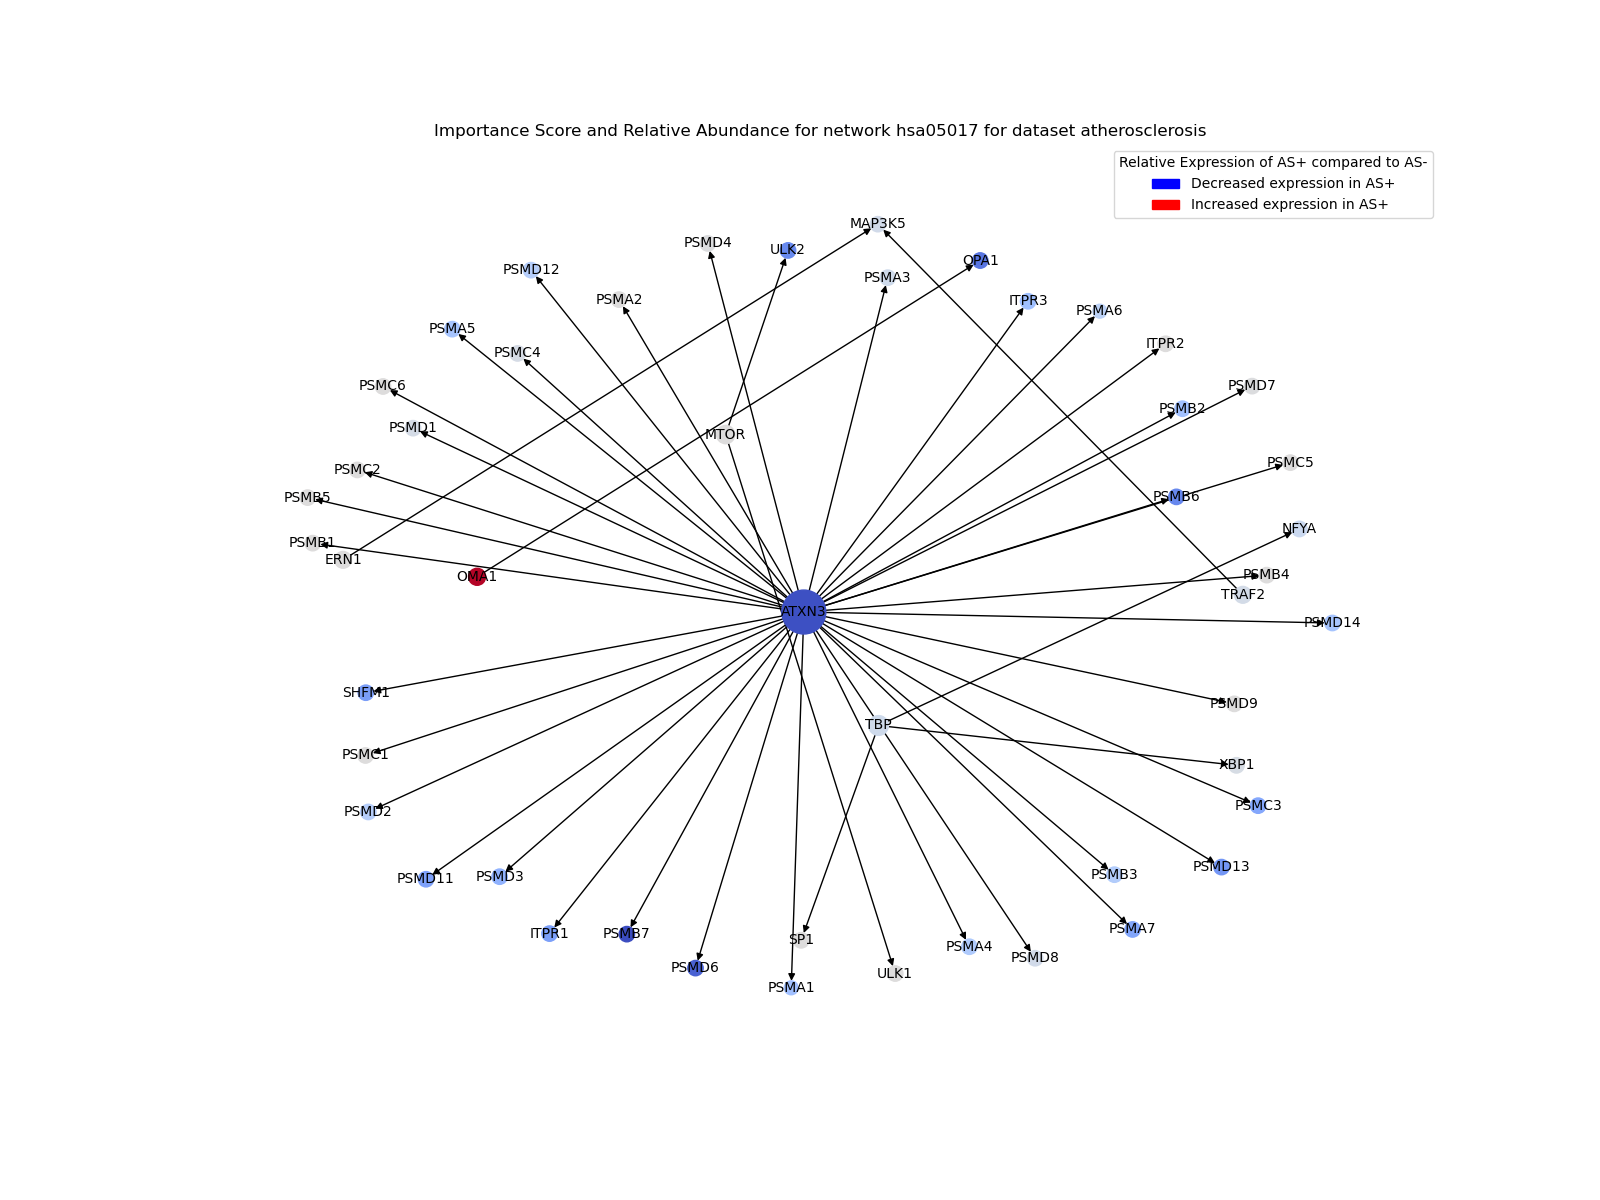 Importance Score and Relative Abundance for network hsa05017 for dataset atherosclerosis
Relative Expression of AS+ compared to AS-
Decreased expression in AS+
Increased expression in AS+
MAP3K5
PSMD4
ULK2
OPA1
PSMD12
PSMA3
PSMA2
ITPR3
PSMA6
PSMA5
ITPR2
PSMC4
PSMC6
PSMD7
PSMB2
PSMD1
MTOR
PSMC5
PSMC2
PSMB5
PSMB6
NFYA
PSMB1
ERN1
OMA1
PSMB4
TRAF2
ATXN3
PSMD14
SHFM1
PSMD9
TBP
PSMC1
XBP1
PSMC3
PSMD2
PSMD13
PSMB3
PSMD11
PSMD3
PSMA7
ITPR1
PSMB7
SP1
PSMA4
PSMD8
PSMD6
ULK1
PSMA1